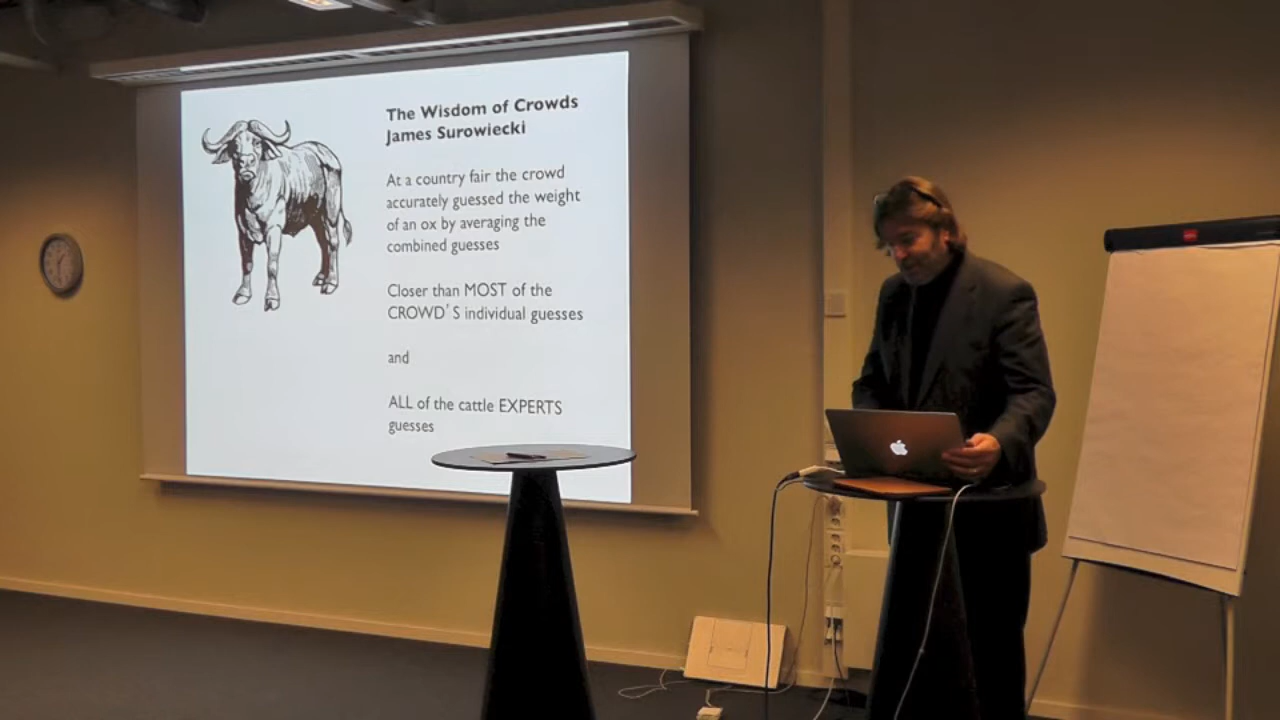 The Wisdom of Crowds
James Surowiecki
At a country fair the crowd
accurately guessed the weight
of an ox by averaging the
combined guesses
Closer than MOST of the
CROWD'S individual guesses
and
ALL of the cattle EXPERTS
guesses